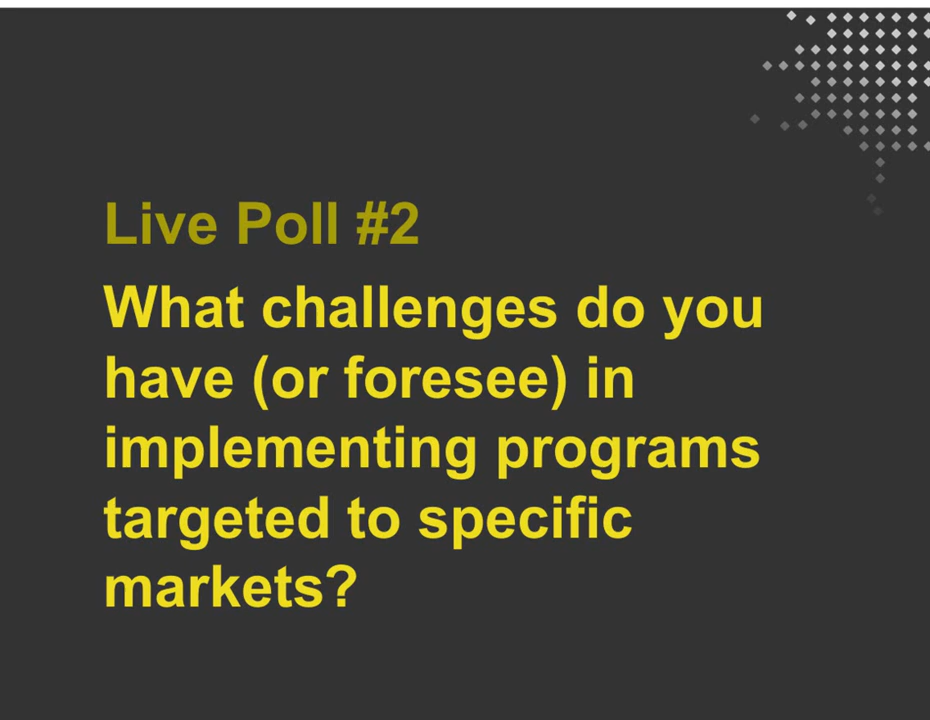 Live Poll #2
What challenges do you
have (or foresee) in
implementing programs
targeted to specific
markets?